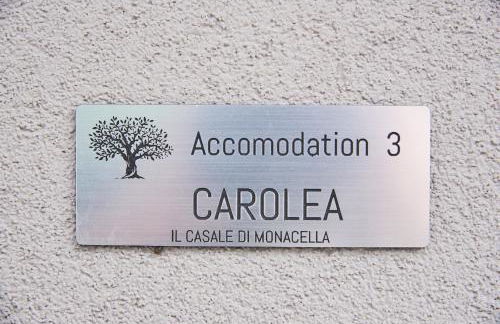 Accomodation 3
CAROLEA
IL CASALE DI MONACELLA